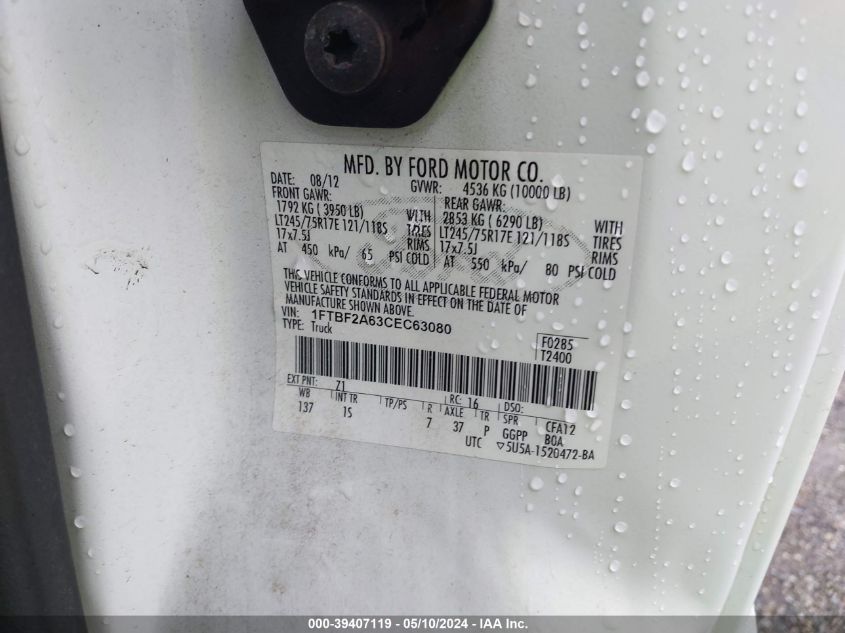 MFD. BY FORD MOTOR CO.
DATE: 08/12 GVWR: 4536 KG (10000 LB)
FRONT GAWR: REAR GAWR:
1792 KG ( 3950 LB) WITH 2853 KG ( 6290 LB) WITH
LT245/75R17E 121/118S TIRES LT245/75R17E 121/118S TIRES
17x7.5J RIMS 17x7.5J RIMS
AT 450 kPa/ 65 PSI COLD AT 550 kPa/ 80 PSI COLD
THIS VEHICLE CONFORMS TO ALL APPLICABLE FEDERAL MOTOR
VEHICLE SAFETY STANDARDS IN EFFECT ON THE DATE OF
MANUFACTURE SHOWN ABOVE.
VIN: 1FTBF2A63CEC63080
TYPE: Truck F0285
T2400
EXT PNT: Z1 RC: 16 DSO:
WB INT TR TP/PS R AXLE TR SPR CFA12
137 IS 7 37 P GGPP BOA
UTC ▽5U5A-1520472-BA
000-39407119 - 05/10/2024 - IAA Inc.